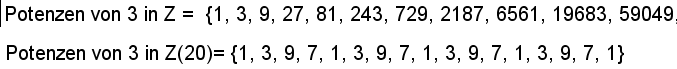 Potenzen von 3 in Z = {1, 3, 9, 27, 81, 243, 729, 2187, 6561, 19683, 59049,
Potenzen von 3 in Z(20)= {1, 3, 9, 7, 1, 3, 9, 7, 1, 3, 9, 7, 1, 3, 9, 7, 1}